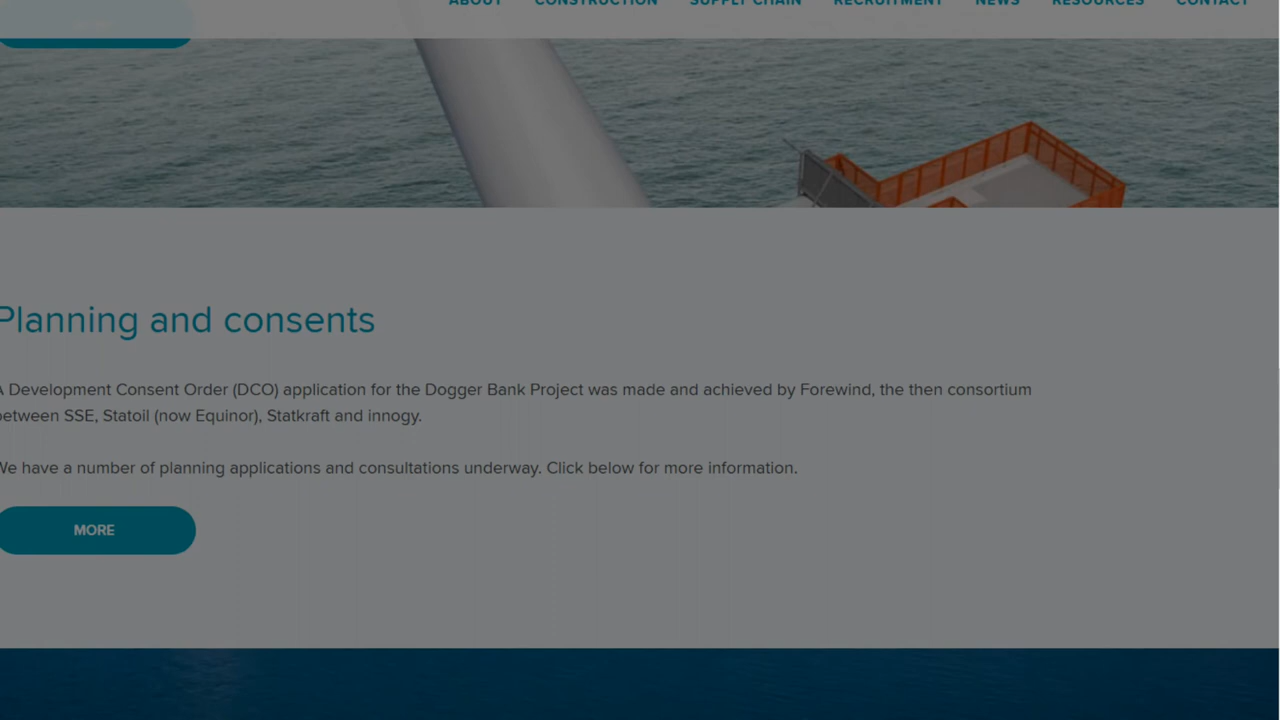 ABOUT CONSTRUCTION SUPPLY CHAIN RECRUITMENT NEWS RESOURCES CONTACT
Planning and consents
A Development Consent Order (DCO) application for the Dogger Bank Project was made and achieved by Forewind, the then consortium
between SSE, Statoil (now Equinor), Statkraft and innogy.
We have a number of planning applications and consultations underway. Click below for more information.
MORE